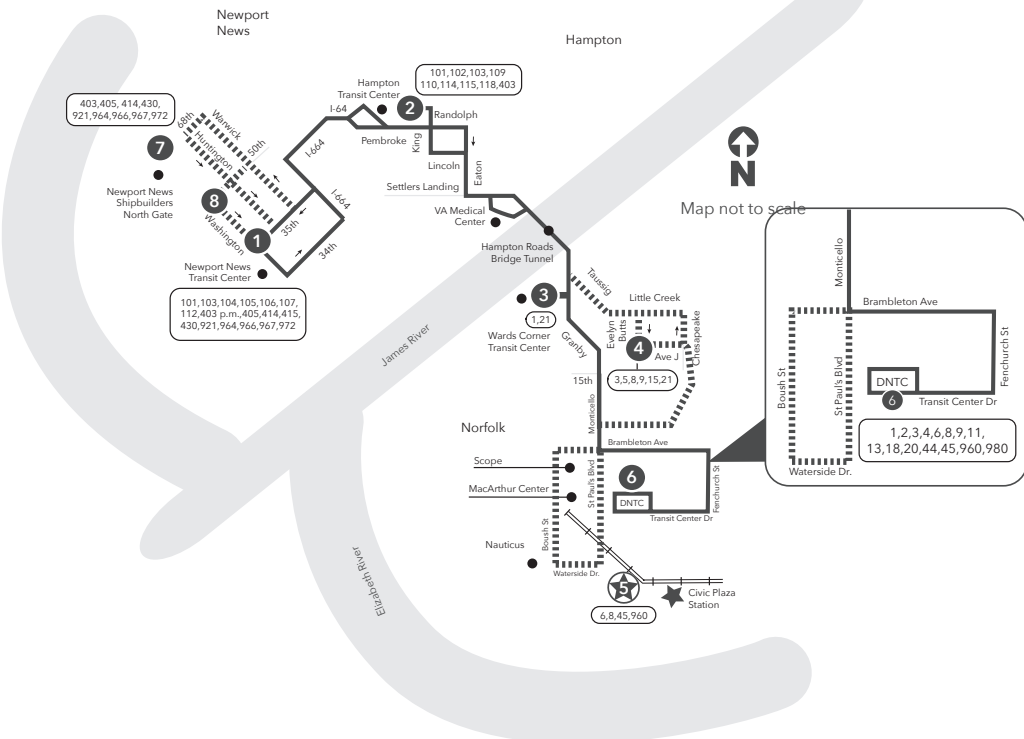 Newport
News
Hampton
Hampton
Transit Center
2
101,102,103,109
110,114,115,118,403
403,405, 414,430,
921,964,966,967,972
I-64
Randolph
Pembroke
King
Lincoln
Eaton
Settlers Landing
68th
Warwick
Huntington
50th
I-664
I-664
7
Newport News
Shipbuilders
North Gate
8
Washington
1
35th
34th
Newport News
Transit Center
101,103,104,105,106,107,
112,403 p.m.,405,414,415,
430,921,964,966,967,972
VA Medical
Center
Hampton Roads
Bridge Tunnel
N
Map not to scale
Taussig
3
1,21
Wards Corner
Transit Center
Granby
Little Creek
Evelyn
Butts
4
Ave J
Chesapeake
3,5,8,9,15,21
15th
Monticello
James River
Norfolk
Brambleton Ave
Scope
MacArthur Center
St Paul's Blvd
6
DNTC
Fenchurch St
Transit Center Dr
Boush St
Nauticus
Waterside Dr.
5
Civic Plaza
Station
6,8,45,960
Elizabeth River
Monticello
Brambleton Ave
Boush St
St Paul's Blvd
DNTC
6
Fenchurch St
Transit Center Dr
1,2,3,4,6,8,9,11,
13,18,20,44,45,960,980
Waterside Dr.